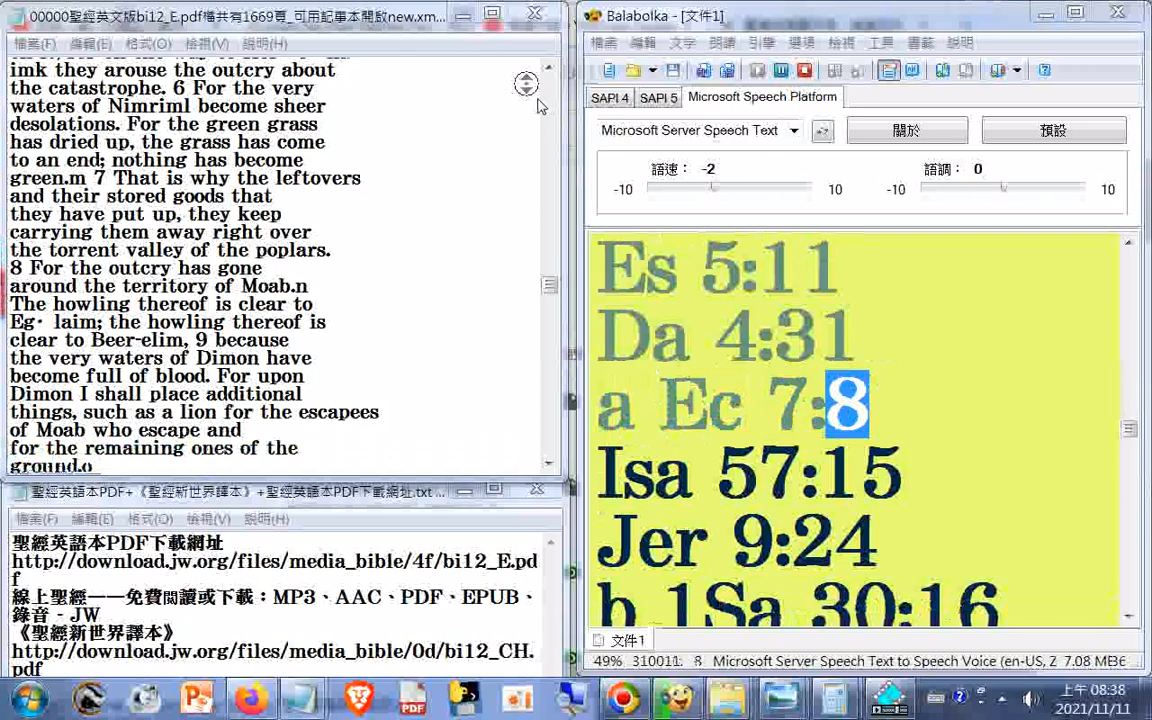 00000聖經英文版bi12_E.pdf檔共有1669頁_可用記事本開啟new.xm...
檔案(F) 編輯(E) 格式(O) 檢視(V) 說明(H)
imk they arouse the outcry about
the catastrophe. 6 For the very
waters of Nimriml become sheer
desolations. For the green grass
has dried up, the grass has come
to an end; nothing has become
green.m 7 That is why the leftovers
and their stored goods that
they have put up, they keep
carrying them away right over
the torrent valley of the poplars.
8 For the outcry has gone
around the territory of Moab.n
The howling thereof is clear to
Eg· laim; the howling thereof is
clear to Beer-elim, 9 because
the very waters of Dimon have
become full of blood. For upon
Dimon I shall place additional
things, such as a lion for the escapees
of Moab who escape and
for the remaining ones of the
ground.o
聖經英語本PDF+《聖經新世界譯本》+聖經英語本PDF下載網址.txt ...
檔案(F) 編輯(E) 格式(O) 檢視(V) 說明(H)
聖經英語本PDF下載網址
http://download.jw.org/files/media_bible/4f/bi12_E.pd
f
線上聖經——免費閱讀或下載：MP3、AAC、PDF、EPUB、
錄音 - JW
《聖經新世界譯本》
http://download.jw.org/files/media_bible/0d/bi12_CH.
pdf
Balabolka - [文件1]
檔案 編輯 文字 朗讀 引擎 選項 檢視 工具 書籤 說明
SAPI 4 SAPI 5 Microsoft Speech Platform
Microsoft Server Speech Text 關於 預設
語速： -2 語調： 0
-10 10 -10 10
Es 5:11
Da 4:31
a Ec 7:8
Isa 57:15
Jer 9:24
b 1Sa 30:16
文件1
49% 310011. 8 Microsoft Server Speech Text to Speech Voice (en-US, Z 7.08 MB
上午 08:38
2021/11/11